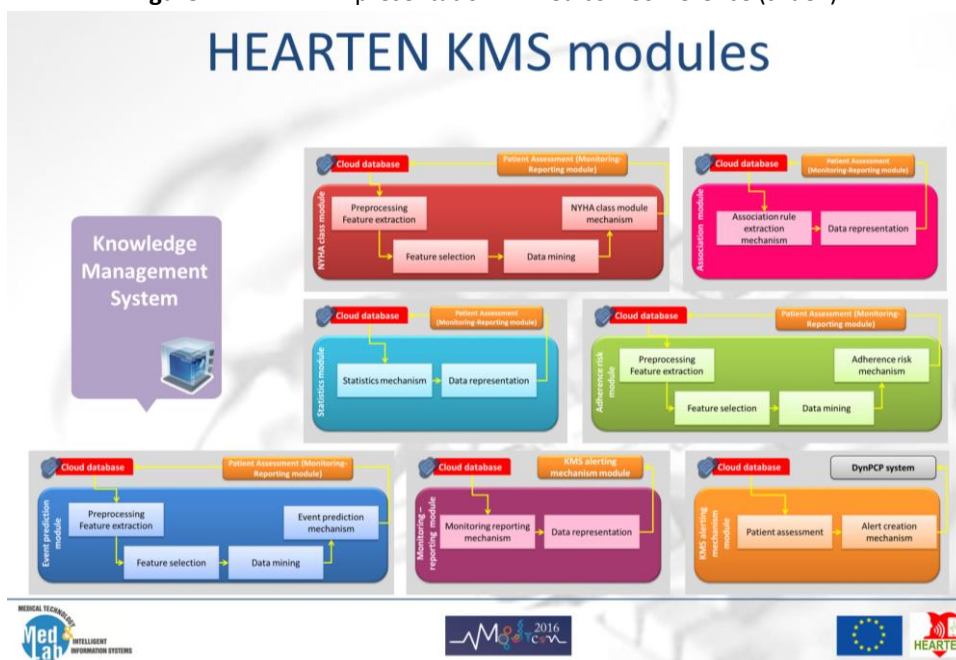 HEARTEN KMS modules
Knowledge
Management
System
Cloud database
Patient Assessment (Monitoring-
Reporting module)
NYHA class module
Preprocessing
Feature extraction
Feature selection
Data mining
NYHA class module
mechanism
Cloud database
Patient Assessment
(Monitoring-Reporting module)
Association module
Association rule
extraction
mechanism
Data representation
Cloud database
Patient Assessment
(Monitoring-Reporting module)
Statistics module
Statistics mechanism
Data representation
Cloud database
Patient Assessment (Monitoring-
Reporting module)
Adherence risk
module
Preprocessing
Feature extraction
Feature selection
Data mining
Adherence risk
mechanism
Cloud database
Patient Assessment (Monitoring-
Reporting module)
Event prediction
module
Preprocessing
Feature extraction
Feature selection
Data mining
Event prediction
mechanism
Cloud database
KMS alerting
mechanism module
Monitoring –
reporting module
Monitoring reporting
mechanism
Data representation
Cloud database
DynPCP system
KMS alerting
mechanism
module
Patient assessment
Alert creation
mechanism
MEDICAL TECHNOLOGY
Med
Lab
INTELLIGENT
INFORMATION SYSTEMS
2016
HEARTE